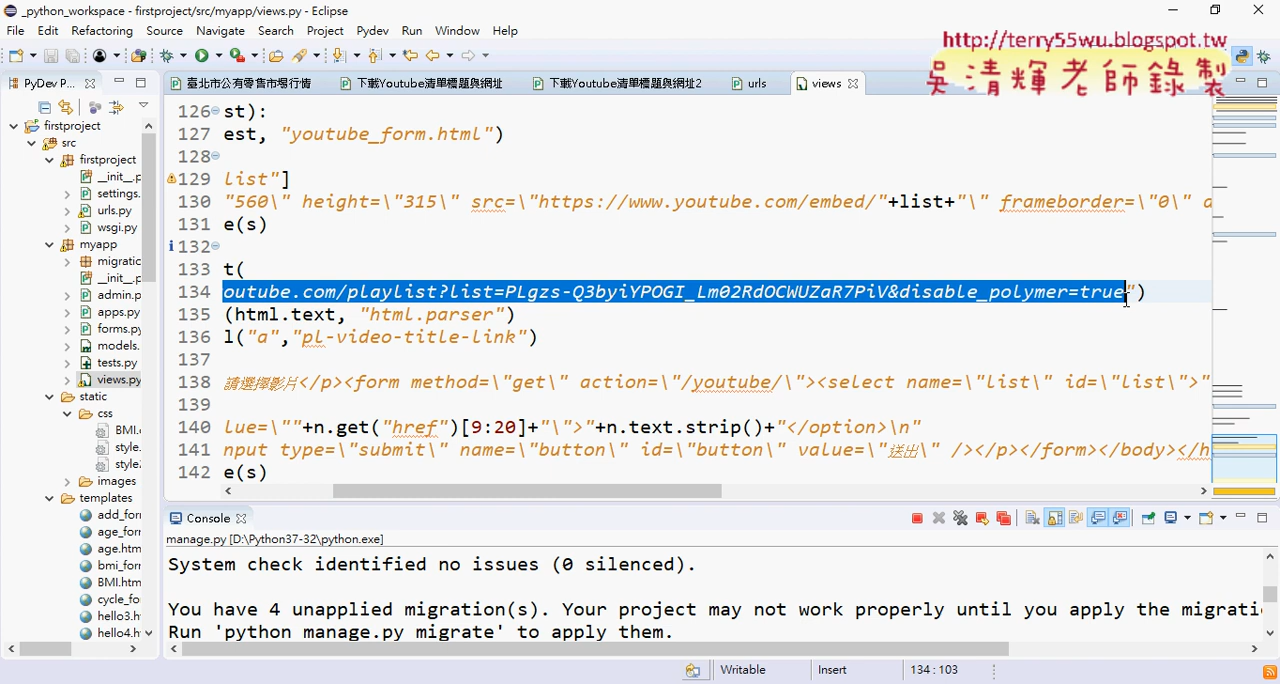 _python_workspace - firstproject/src/myapp/views.py - Eclipse
File Edit Refactoring Source Navigate Search Project Pydev Run Window Help
http://terry55wu.blogspot.tw
吳清輝老師錄製
PyDev P...
臺北市公有零售市場行情
下載Youtube清單標題與網址
下載Youtube清單標題與網址2
urls
views
firstproject
src
firstproject
__init__.p
settings.
urls.py
wsgi.py
myapp
migratic
__init__.p
admin.p
apps.py
forms.py
models.
tests.py
views.py
static
css
BMI.c
style.
style2
images
templates
add_forr
age_forr
age.htm
bmi_forr
BMI.htm
cycle_fo
hello3.h
hello4.h
126 st):
127 est, "youtube_form.html")
128
129 list"]
130 "560\" height=\"315\" src=\"https://www.youtube.com/embed/"+list+"\" frameborder=\"0\" a
131 e(s)
132
133 t(
134 outube.com/playlist?list=PLgzs-Q3byiYPOGI_Lm02RdOCWUZaR7PiV&disable_polymer=true")
135 (html.text, "html.parser")
136 l("a","pl-video-title-link")
137
138 請選擇影片</p><form method=\"get\" action=\"/youtube/\"><select name=\"list\" id=\"list\">"
139
140 lue=\""+n.get("href")[9:20]+"\">"+n.text.strip()+"</option>\n"
141 nput type=\"submit\" name=\"button\" id=\"button\" value=\"送出\" /></p></form></body></h
142 e(s)
Console
manage.py [D:\Python37-32\python.exe]
System check identified no issues (0 silenced).
You have 4 unapplied migration(s). Your project may not work properly until you apply the migrati
Run 'python manage.py migrate' to apply them.
Writable Insert 134 : 103